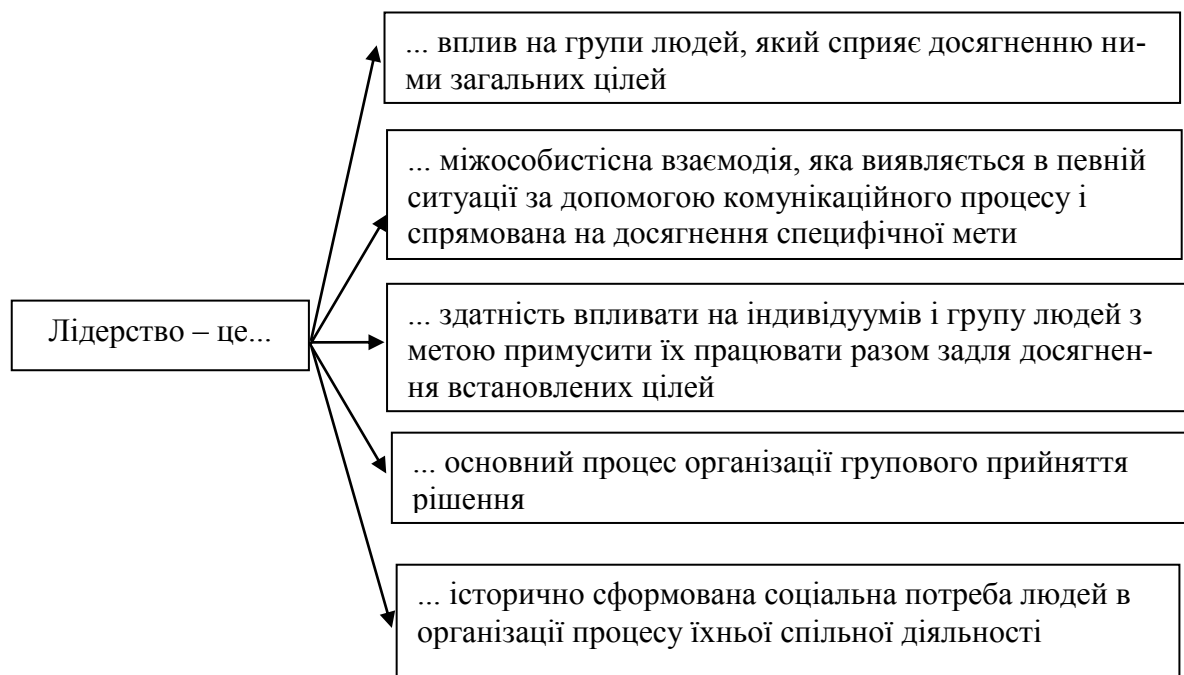 Лідерство – це...
... вплив на групи людей, який сприяє досягненню ни-
ми загальних цілей
... міжособистісна взаємодія, яка виявляється в певній
ситуації за допомогою комунікаційного процесу і
спрямована на досягнення специфічної мети
... здатність впливати на індивідуумів і групу людей з
метою примусити їх працювати разом задля досягнен-
ня встановлених цілей
... основний процес організації групового прийняття
рішення
... історично сформована соціальна потреба людей в
організації процесу їхньої спільної діяльності